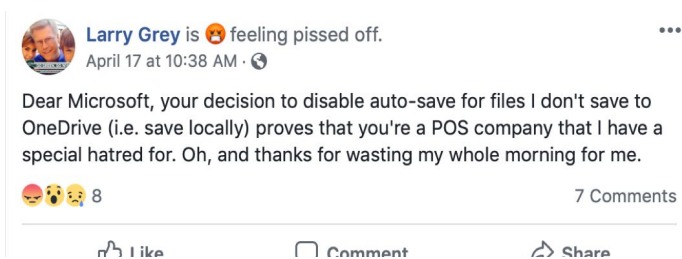 Larry Grey is 🤬 feeling pissed off.
April 17 at 10:38 AM ·
Dear Microsoft, your decision to disable auto-save for files I don't save to
OneDrive (i.e. save locally) proves that you're a POS company that I have a
special hatred for. Oh, and thanks for wasting my whole morning for me.
8
7 Comments
Like
Comment
Share